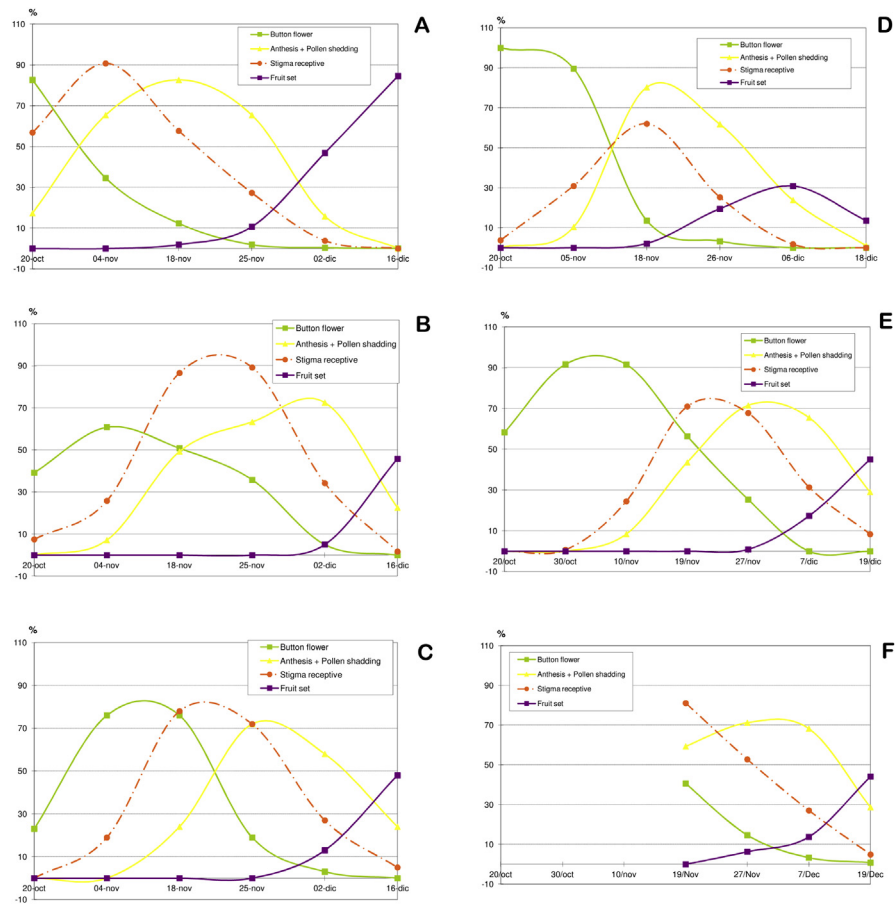 %
A
110
90
70
50
30
10
-10
Button flower
Anthesis + Pollen shedding
Stigma receptive
Fruit set
20-oct 04-nov 18-nov 25-nov 02-dic 16-dic
%
D
110
90
70
50
30
10
-10
Button flower
Anthesis + Pollen shedding
Stigma receptive
Fruit set
20-oct 05-nov 18-nov 26-nov 06-dic 18-dic
%
B
110
90
70
50
30
10
-10
Button flower
Anthesis + Pollen shadding
Stigma receptive
Fruit set
20-oct 04-nov 18-nov 25-nov 02-dic 16-dic
%
E
110
90
70
50
30
10
-10
Button flower
Anthesis + Pollen shadding
Stigma receptive
Fruit set
20/oct 30/oct 10/nov 19/nov 27/nov 7/dic 19/dic
%
C
110
90
70
50
30
10
-10
Button flower
Anthesis + Pollen shadding
Stigma receptive
Fruit set
20-oct 04-nov 18-nov 25-nov 02-dic 16-dic
%
F
110
90
70
50
30
10
-10
Button flower
Anthesis + Pollen shadding
Stigma receptive
Fruit set
20/oct 30/oct 10/nov 19/Nov 27/Nov 7/Dec 19/Dec